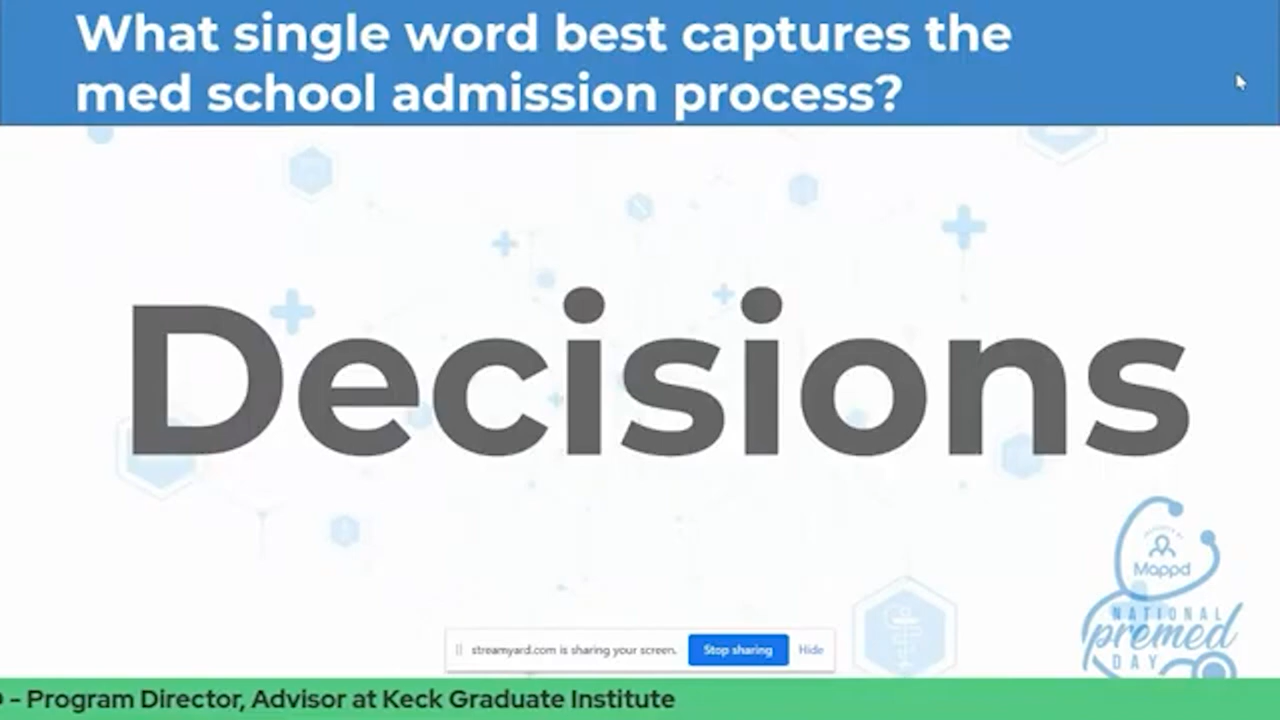 What single word best captures the
med school admission process?
Decisions
Mappd
NATIONAL
premed
DAY
streamyard.com is sharing your screen.
Stop sharing
Hide
– Program Director, Advisor at Keck Graduate Institute